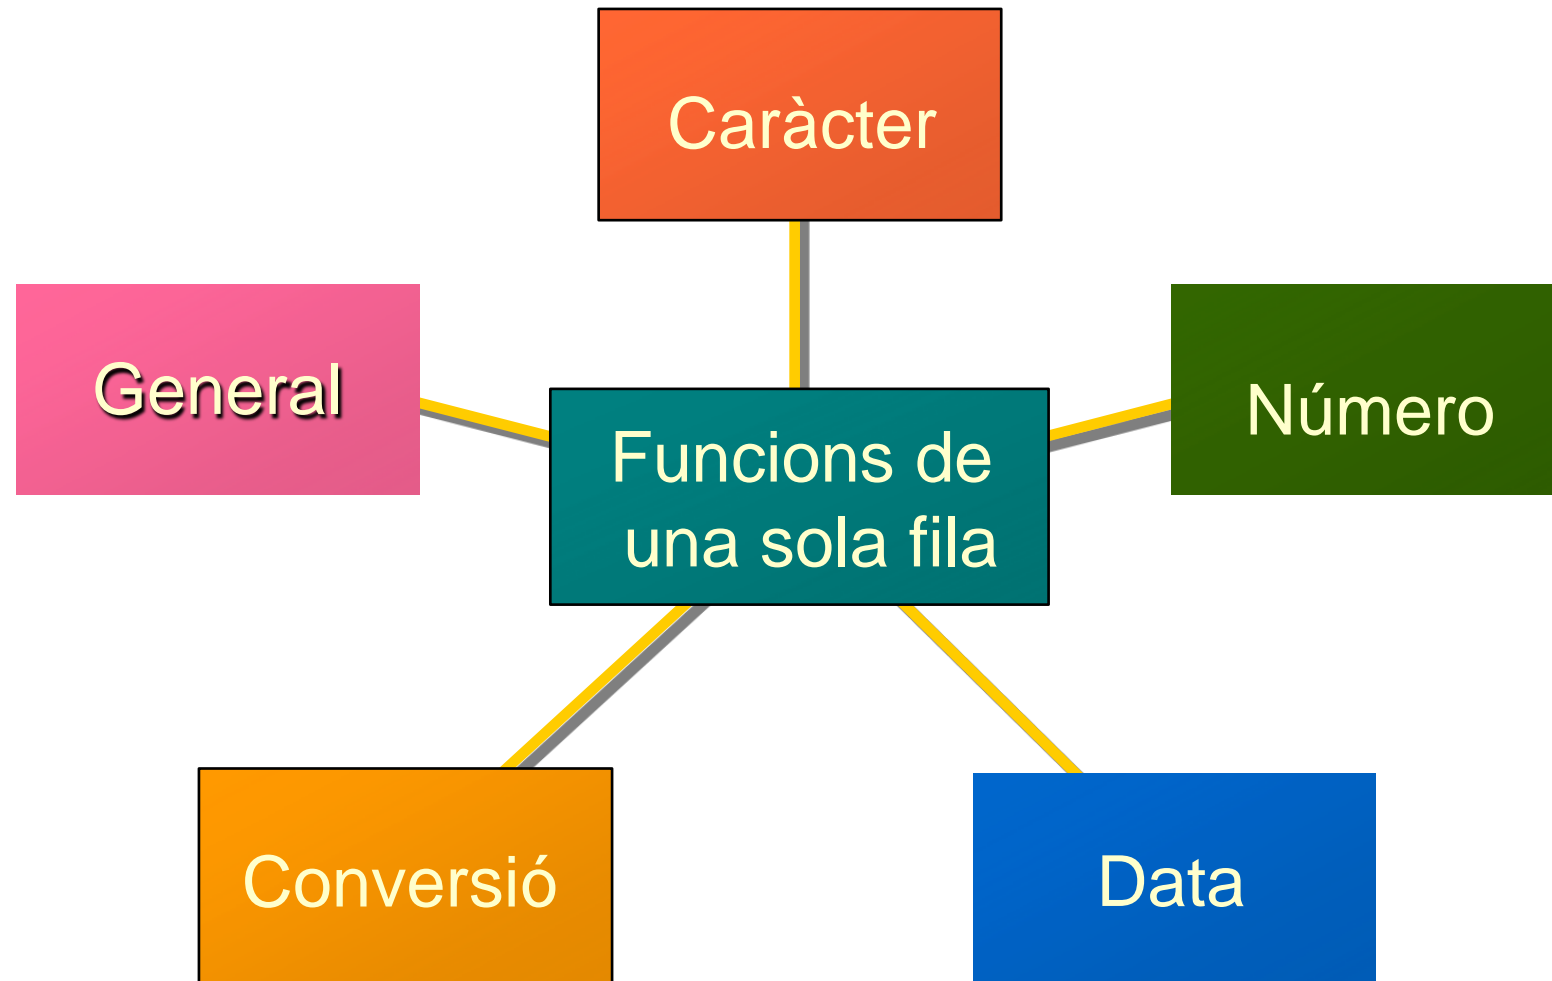 Caràcter
General
Número
Funcions de
una sola fila
Conversió
Data